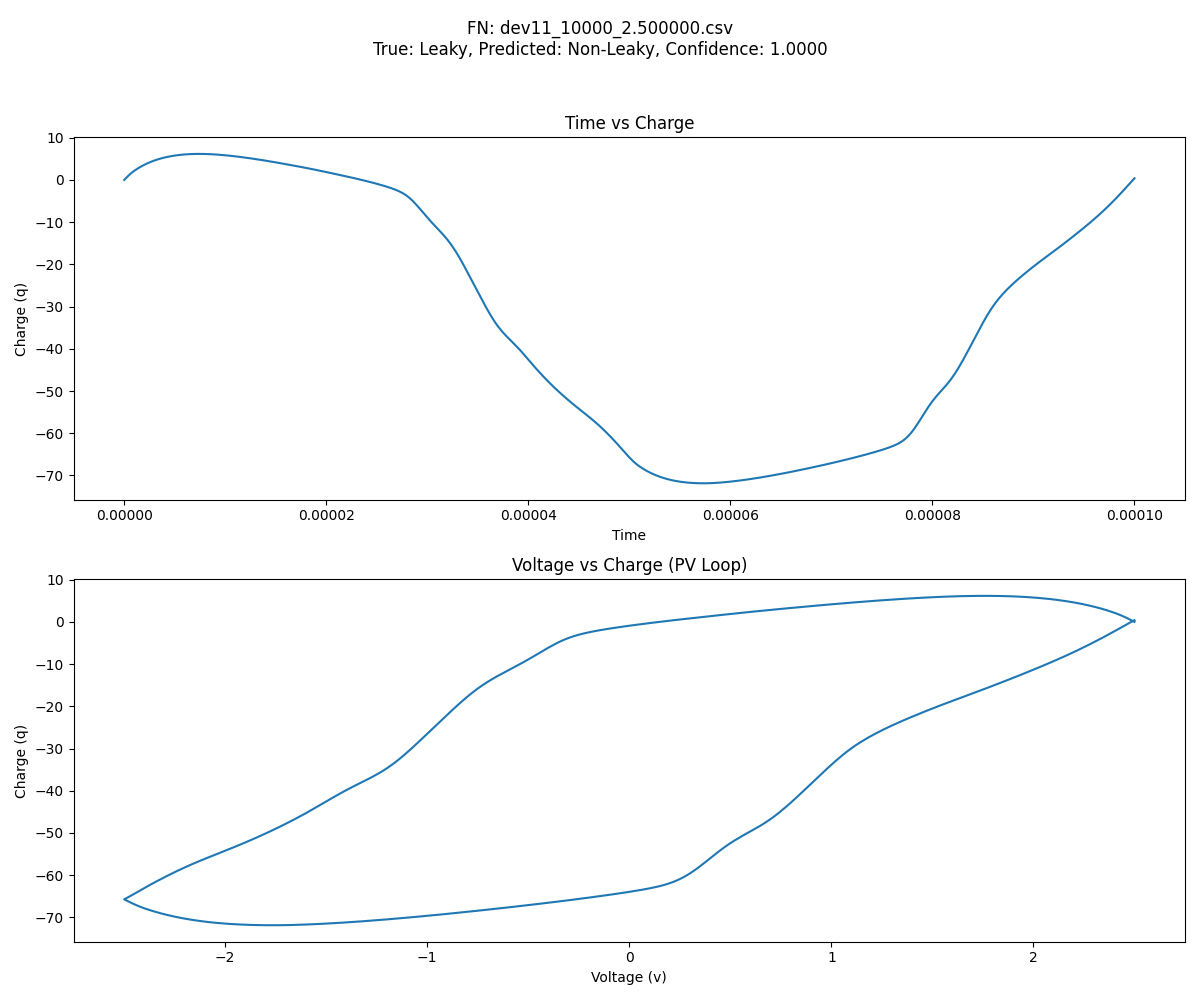 FN: dev11_10000_2.500000.csv
True: Leaky, Predicted: Non-Leaky, Confidence: 1.0000
Time vs Charge
10
0
−10
−20
−30
−40
−50
−60
−70
Charge (q)
0.00000 0.00002 0.00004 0.00006 0.00008 0.00010
Time
Voltage vs Charge (PV Loop)
10
0
−10
−20
−30
−40
−50
−60
−70
Charge (q)
−2 −1 0 1 2
Voltage (v)